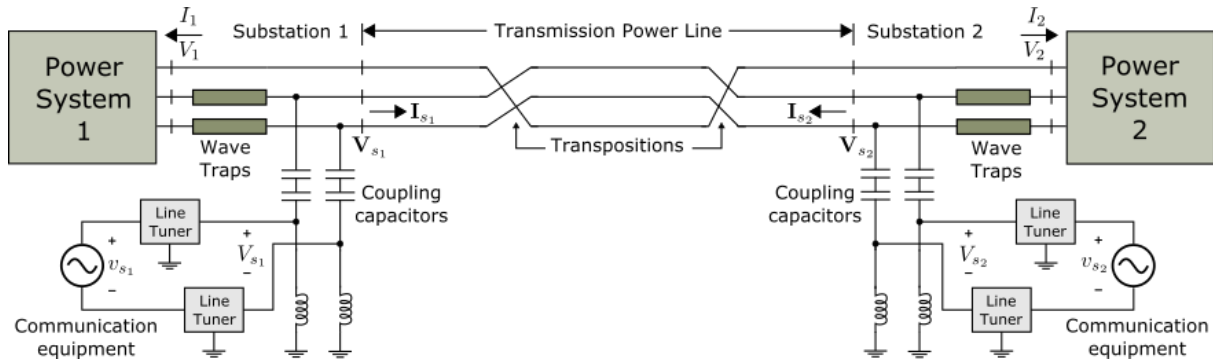 I1
V1
Substation 1
Transmission Power Line
Substation 2
I2
V2
Power
System
1
Power
System
2
Wave
Traps
Is1
Vs1
Transpositions
Is2
Vs2
Wave
Traps
Coupling
capacitors
Coupling
capacitors
Line
Tuner
+
vs1
−
+
Vs1
−
Line
Tuner
Communication
equipment
+
Vs2
−
Line
Tuner
+
vs2
−
Line
Tuner
Communication
equipment